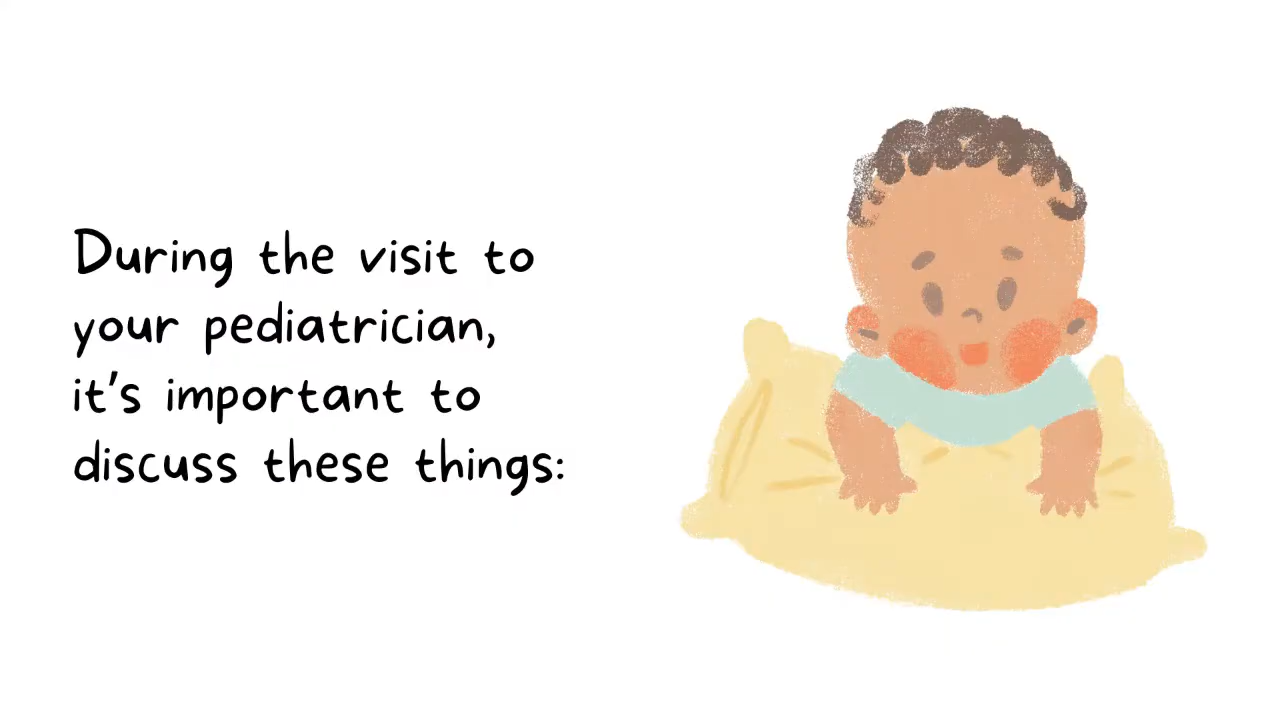 During the visit to
your pediatrician,
it's important to
discuss these things: